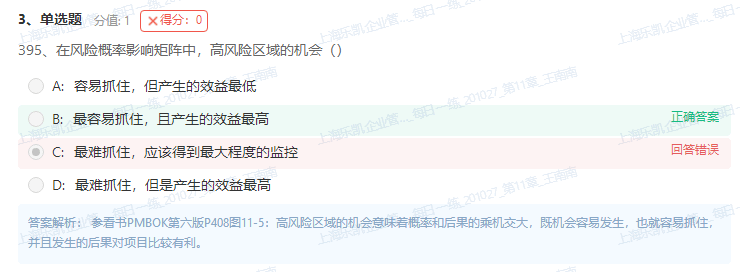 3、单选题 分值: 1 ×得分：0
395、在风险概率影响矩阵中，高风险区域的机会（）
A: 容易抓住，但产生的效益最低
B: 最容易抓住，且产生的效益最高 正确答案
C: 最难抓住，应该得到最大程度的监控 回答错误
D: 最难抓住，但是产生的效益最高
答案解析： 参看书PMBOK第六版P408图11-5：高风险区域的机会意味着概率和后果的乘机交大，既机会容易发生，也就容易抓住，
并且发生的后果对项目比较有利。
上海乐凯企业管..._每日一练_201027_第11章_王南南